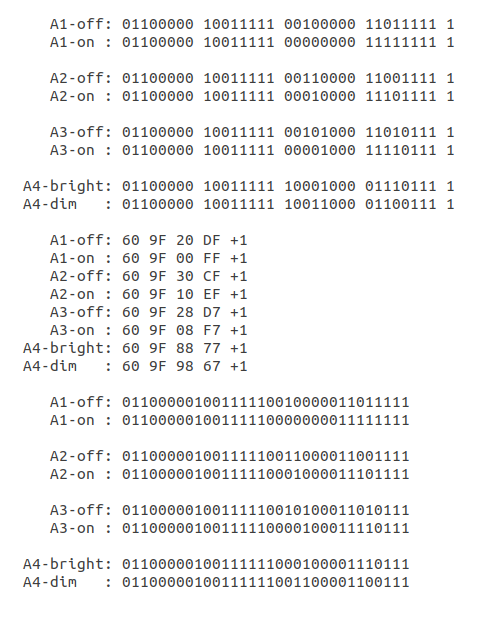 A1-off: 01100000 10011111 00100000 11011111 1
A1-on : 01100000 10011111 00000000 11111111 1
A2-off: 01100000 10011111 00110000 11001111 1
A2-on : 01100000 10011111 00010000 11101111 1
A3-off: 01100000 10011111 00101000 11010111 1
A3-on : 01100000 10011111 00001000 11110111 1
A4-bright: 01100000 10011111 10001000 01110111 1
A4-dim   : 01100000 10011111 10011000 01100111 1
A1-off: 60 9F 20 DF +1
A1-on : 60 9F 00 FF +1
A2-off: 60 9F 30 CF +1
A2-on : 60 9F 10 EF +1
A3-off: 60 9F 28 D7 +1
A3-on : 60 9F 08 F7 +1
A4-bright: 60 9F 88 77 +1
A4-dim   : 60 9F 98 67 +1
A1-off: 01100000100111110010000011011111
A1-on : 01100000100111110000000011111111
A2-off: 01100000100111110011000011001111
A2-on : 01100000100111110001000011101111
A3-off: 01100000100111110010100011010111
A3-on : 01100000100111110000100011110111
A4-bright: 01100000100111111000100001110111
A4-dim   : 01100000100111111001100001100111